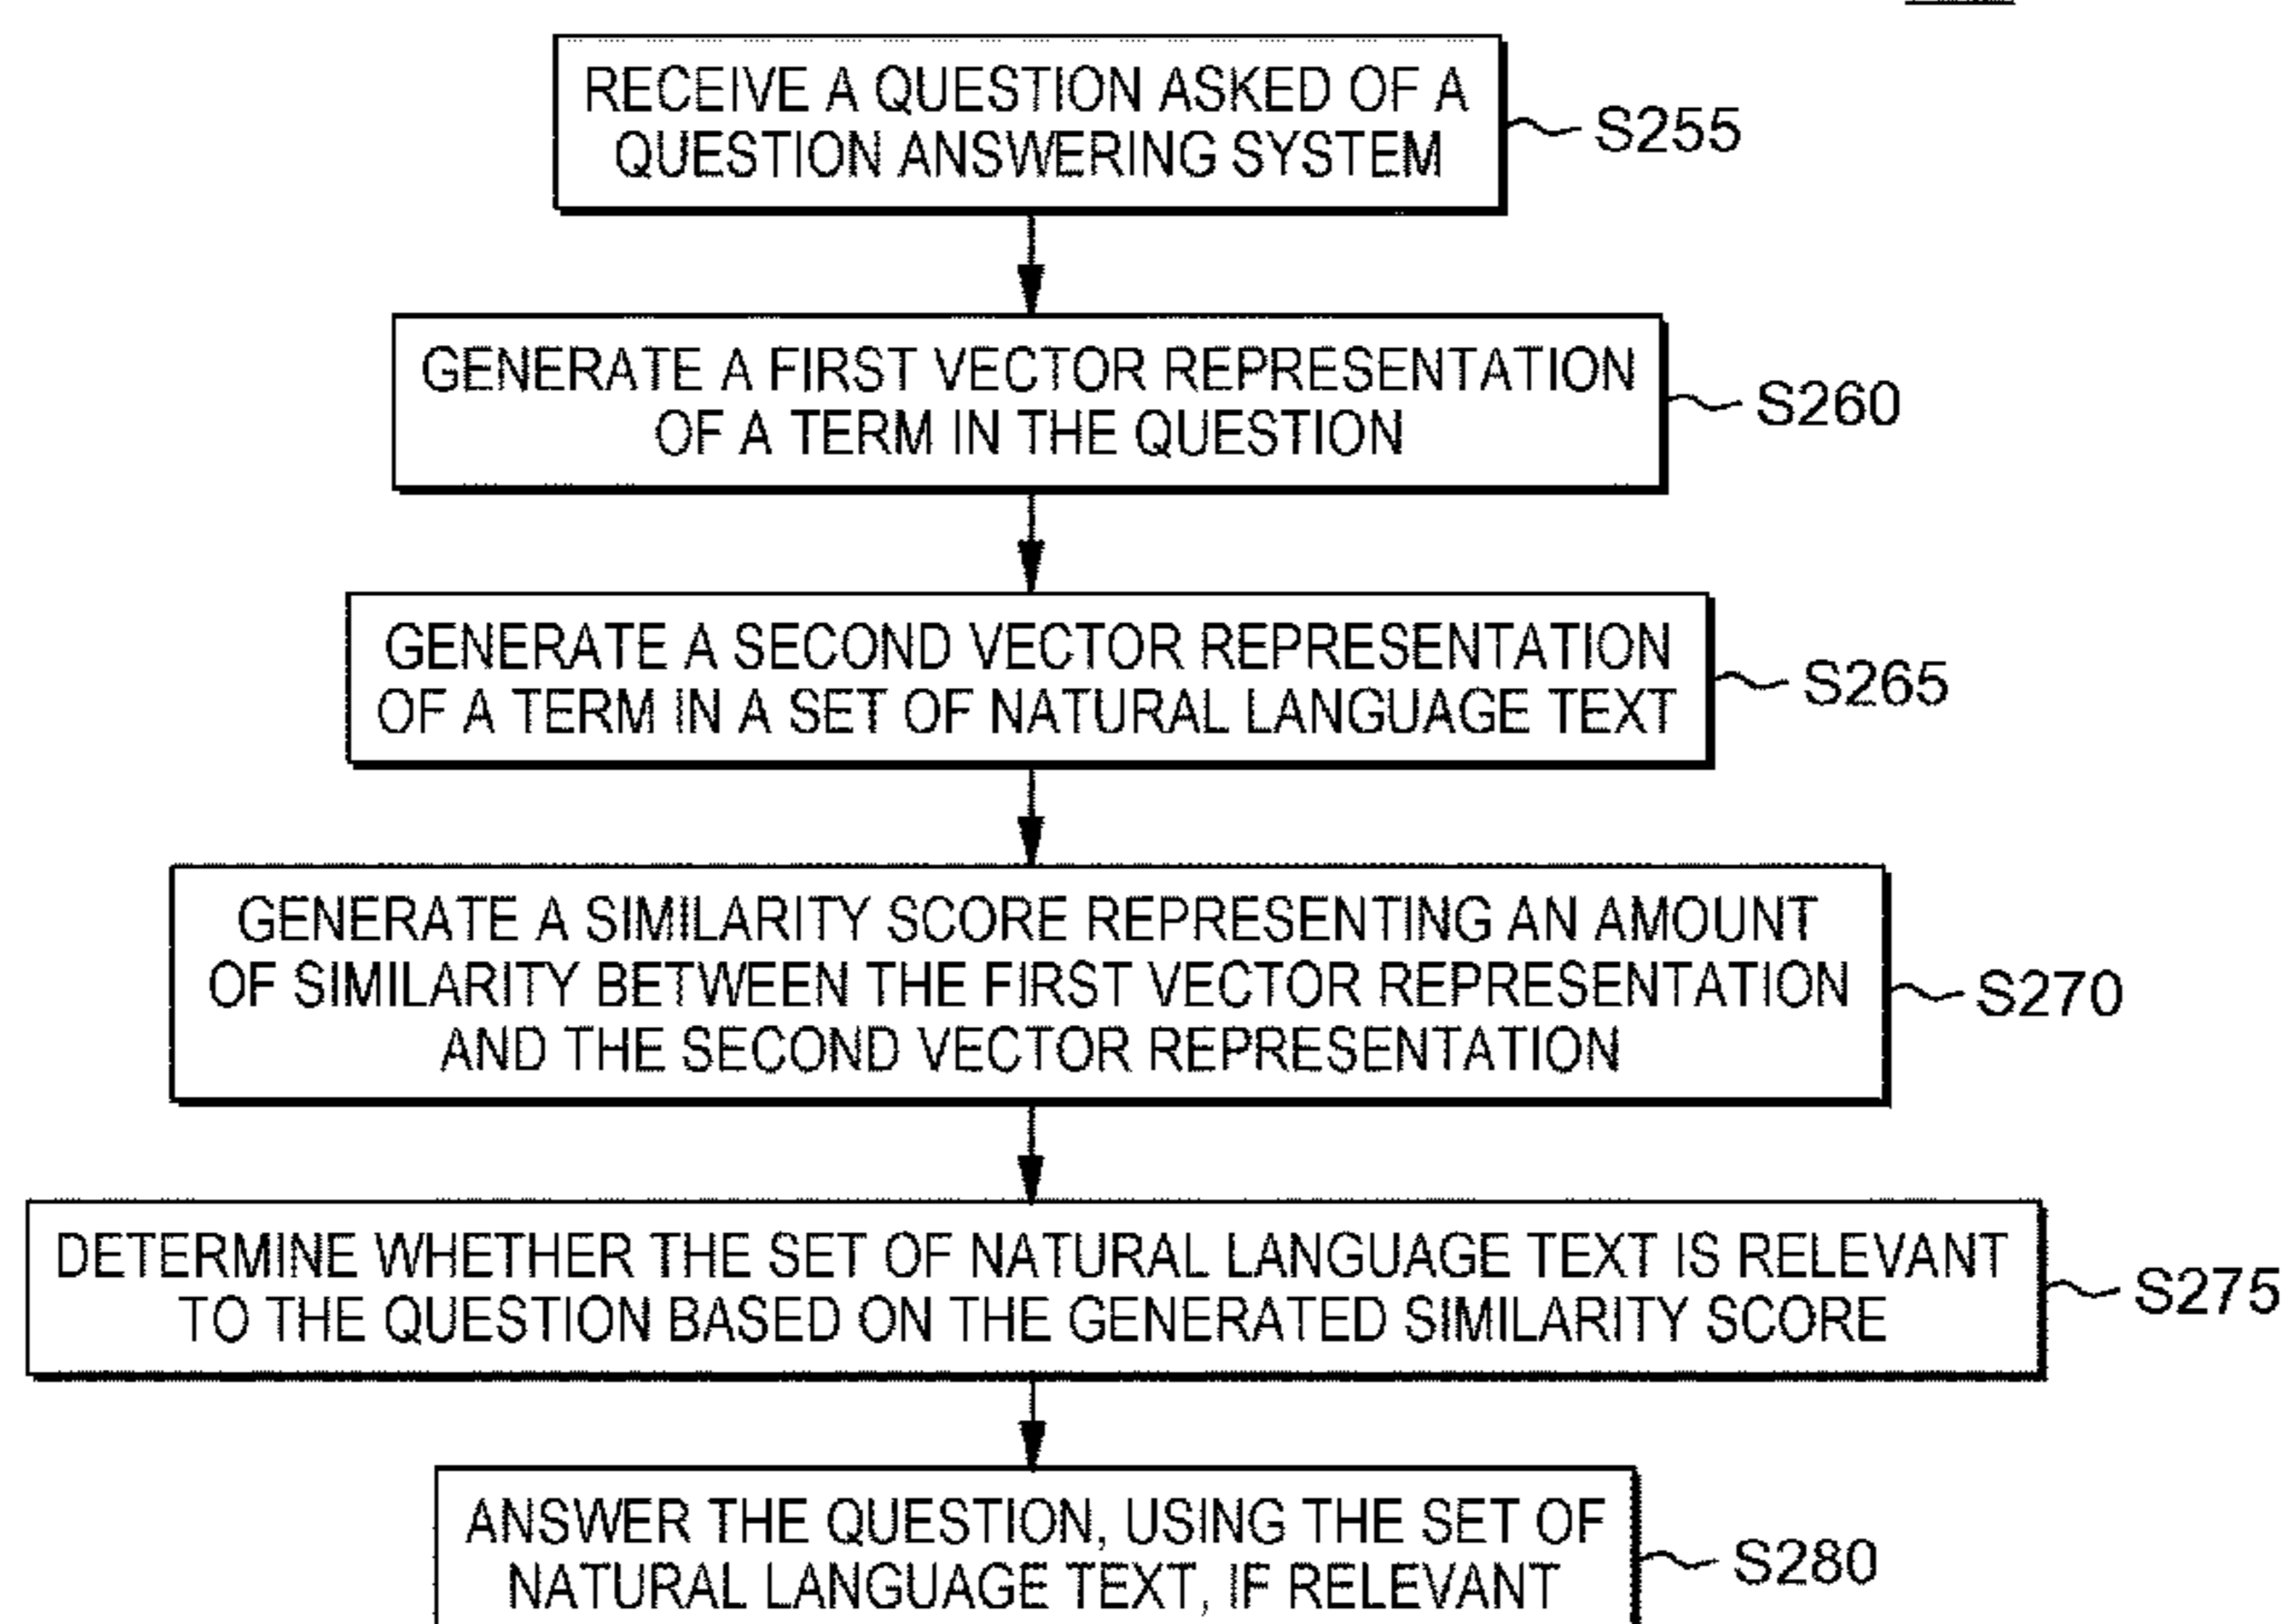 RECEIVE A QUESTION ASKED OF A
QUESTION ANSWERING SYSTEM
S255
GENERATE A FIRST VECTOR REPRESENTATION
OF A TERM IN THE QUESTION
S260
GENERATE A SECOND VECTOR REPRESENTATION
OF A TERM IN A SET OF NATURAL LANGUAGE TEXT
S265
GENERATE A SIMILARITY SCORE REPRESENTING AN AMOUNT
OF SIMILARITY BETWEEN THE FIRST VECTOR REPRESENTATION
AND THE SECOND VECTOR REPRESENTATION
S270
DETERMINE WHETHER THE SET OF NATURAL LANGUAGE TEXT IS RELEVANT
TO THE QUESTION BASED ON THE GENERATED SIMILARITY SCORE
S275
ANSWER THE QUESTION, USING THE SET OF
NATURAL LANGUAGE TEXT, IF RELEVANT
S280